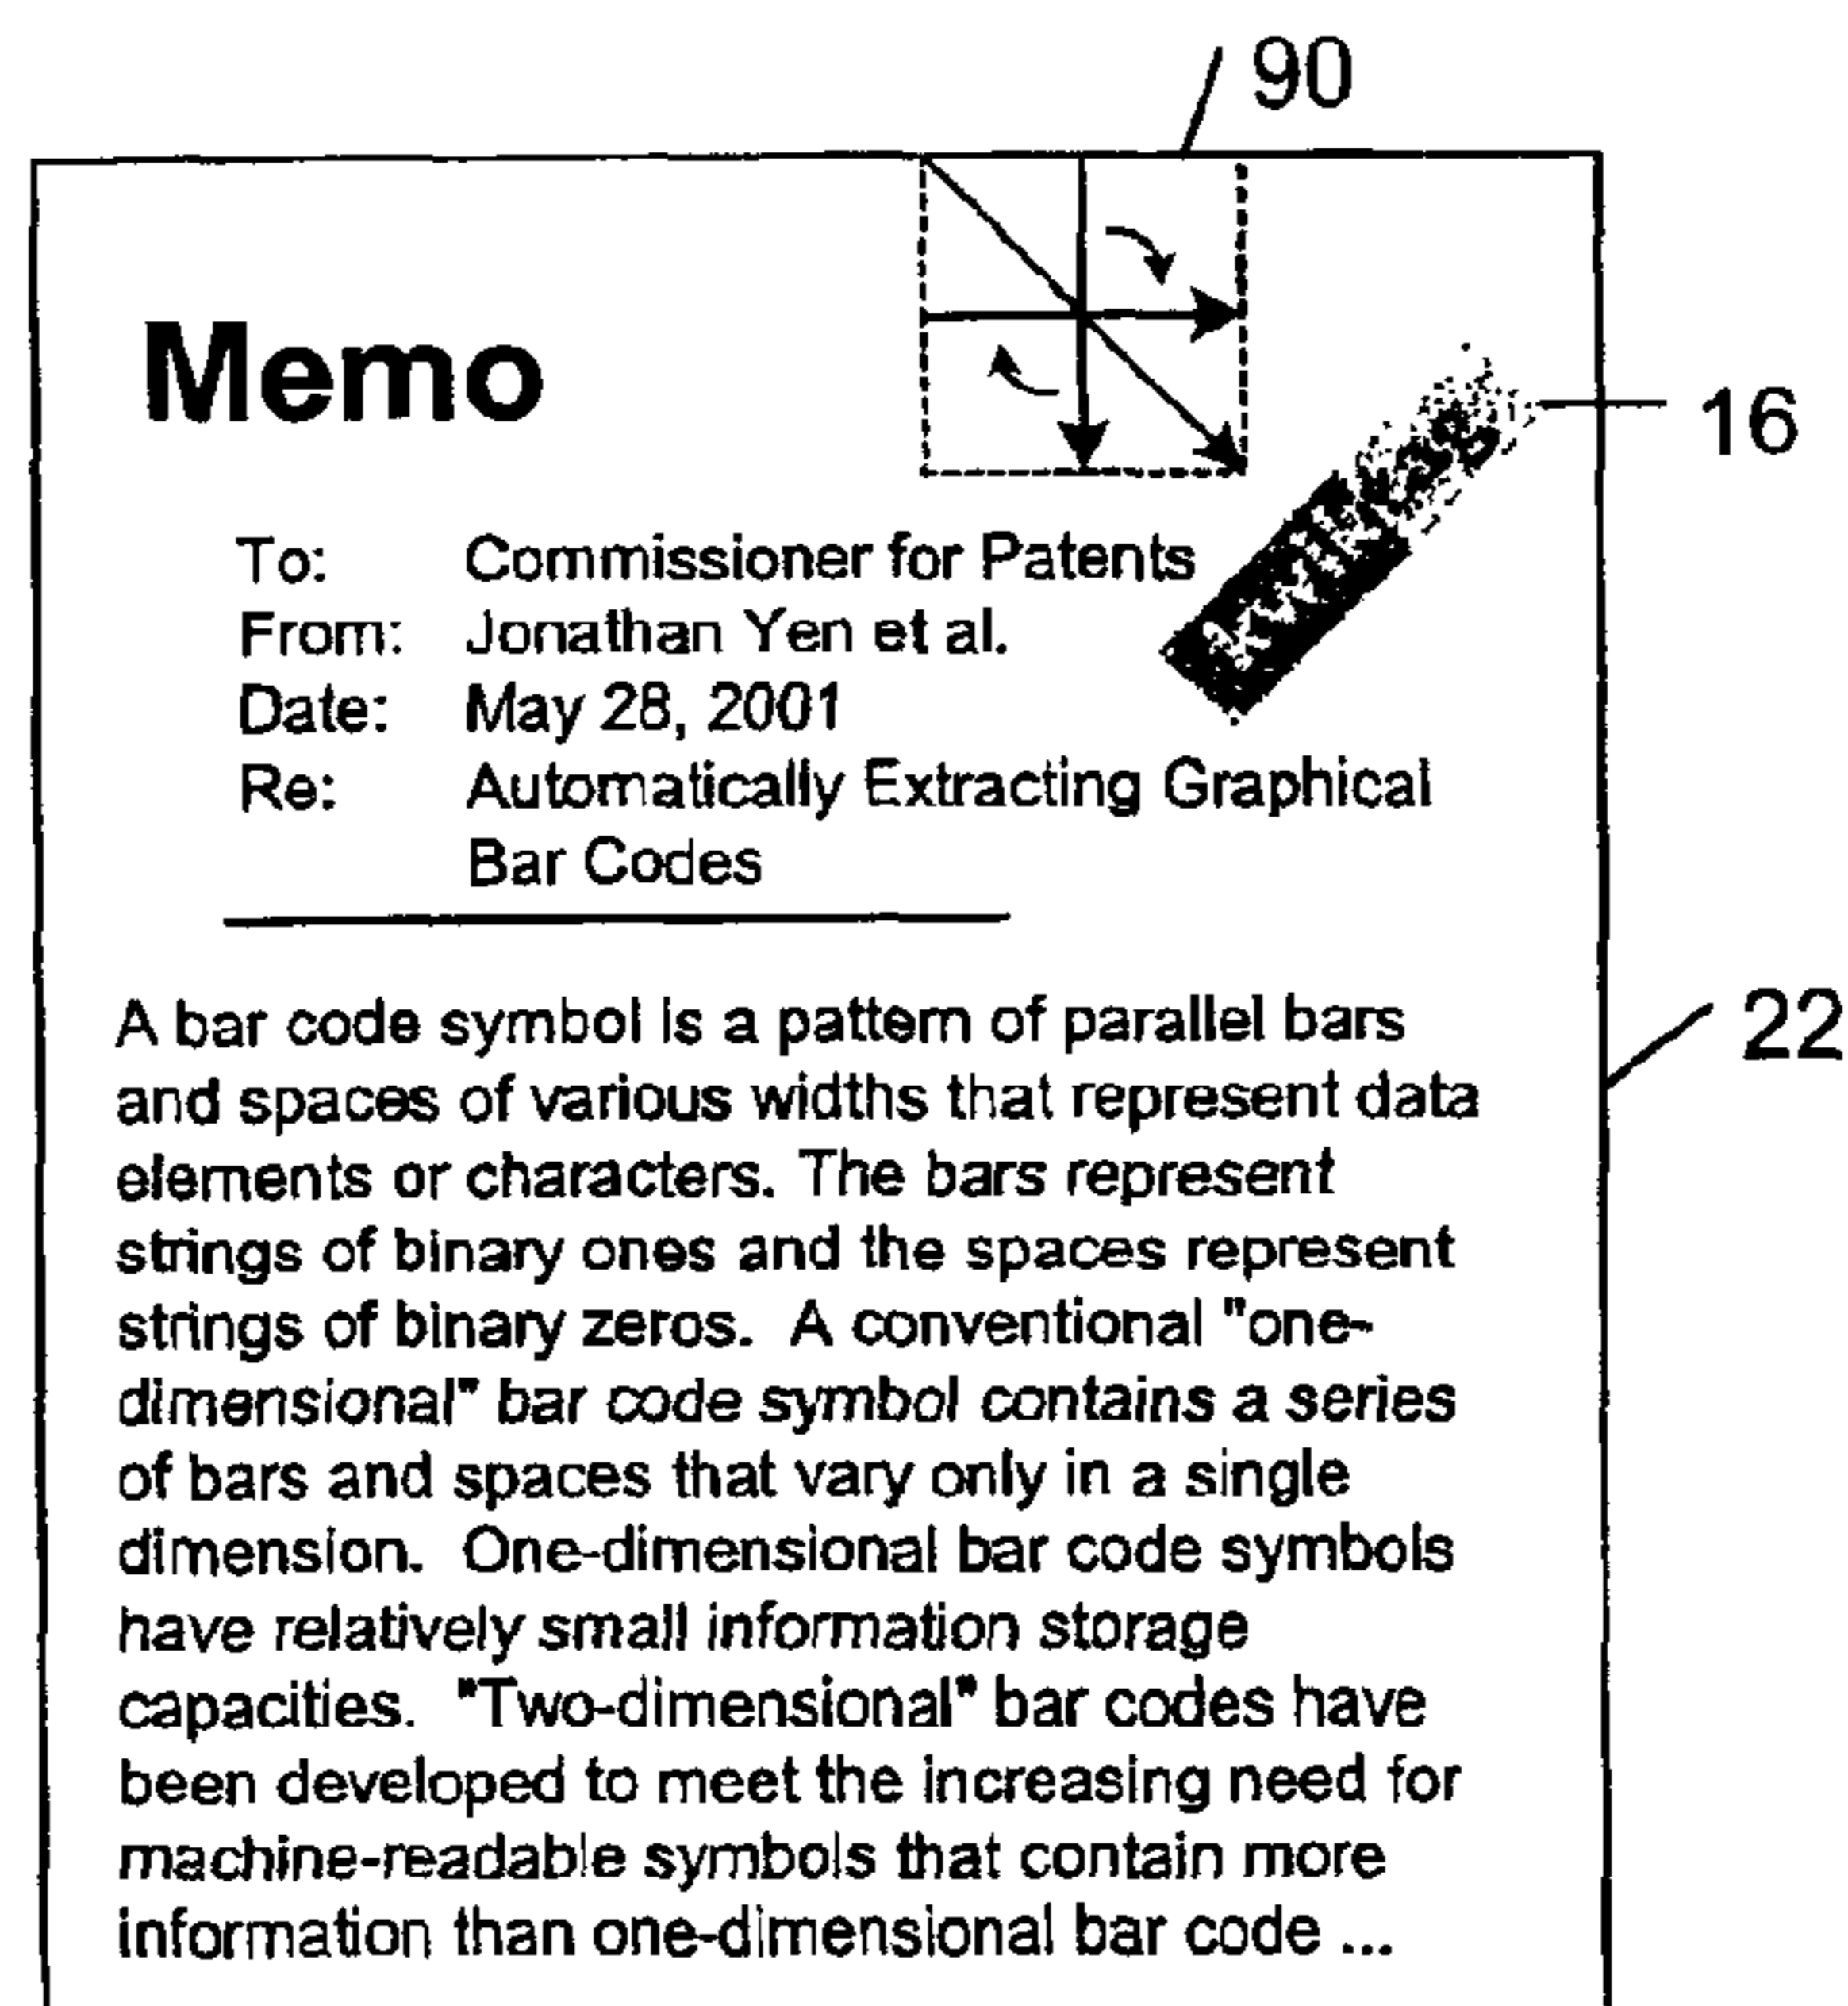 90
Memo
16
To: Commissioner for Patents
From: Jonathan Yen et al.
Date: May 28, 2001
Re: Automatically Extracting Graphical
Bar Codes
A bar code symbol is a pattern of parallel bars
22
and spaces of various widths that represent data
elements or characters. The bars represent
strings of binary ones and the spaces represent
strings of binary zeros. A conventional "one-
dimensional" bar code symbol contains a series
of bars and spaces that vary only in a single
dimension. One-dimensional bar code symbols
have relatively small information storage
capacities. "Two-dimensional" bar codes have
been developed to meet the increasing need for
machine-readable symbols that contain more
information than one-dimensional bar code ...